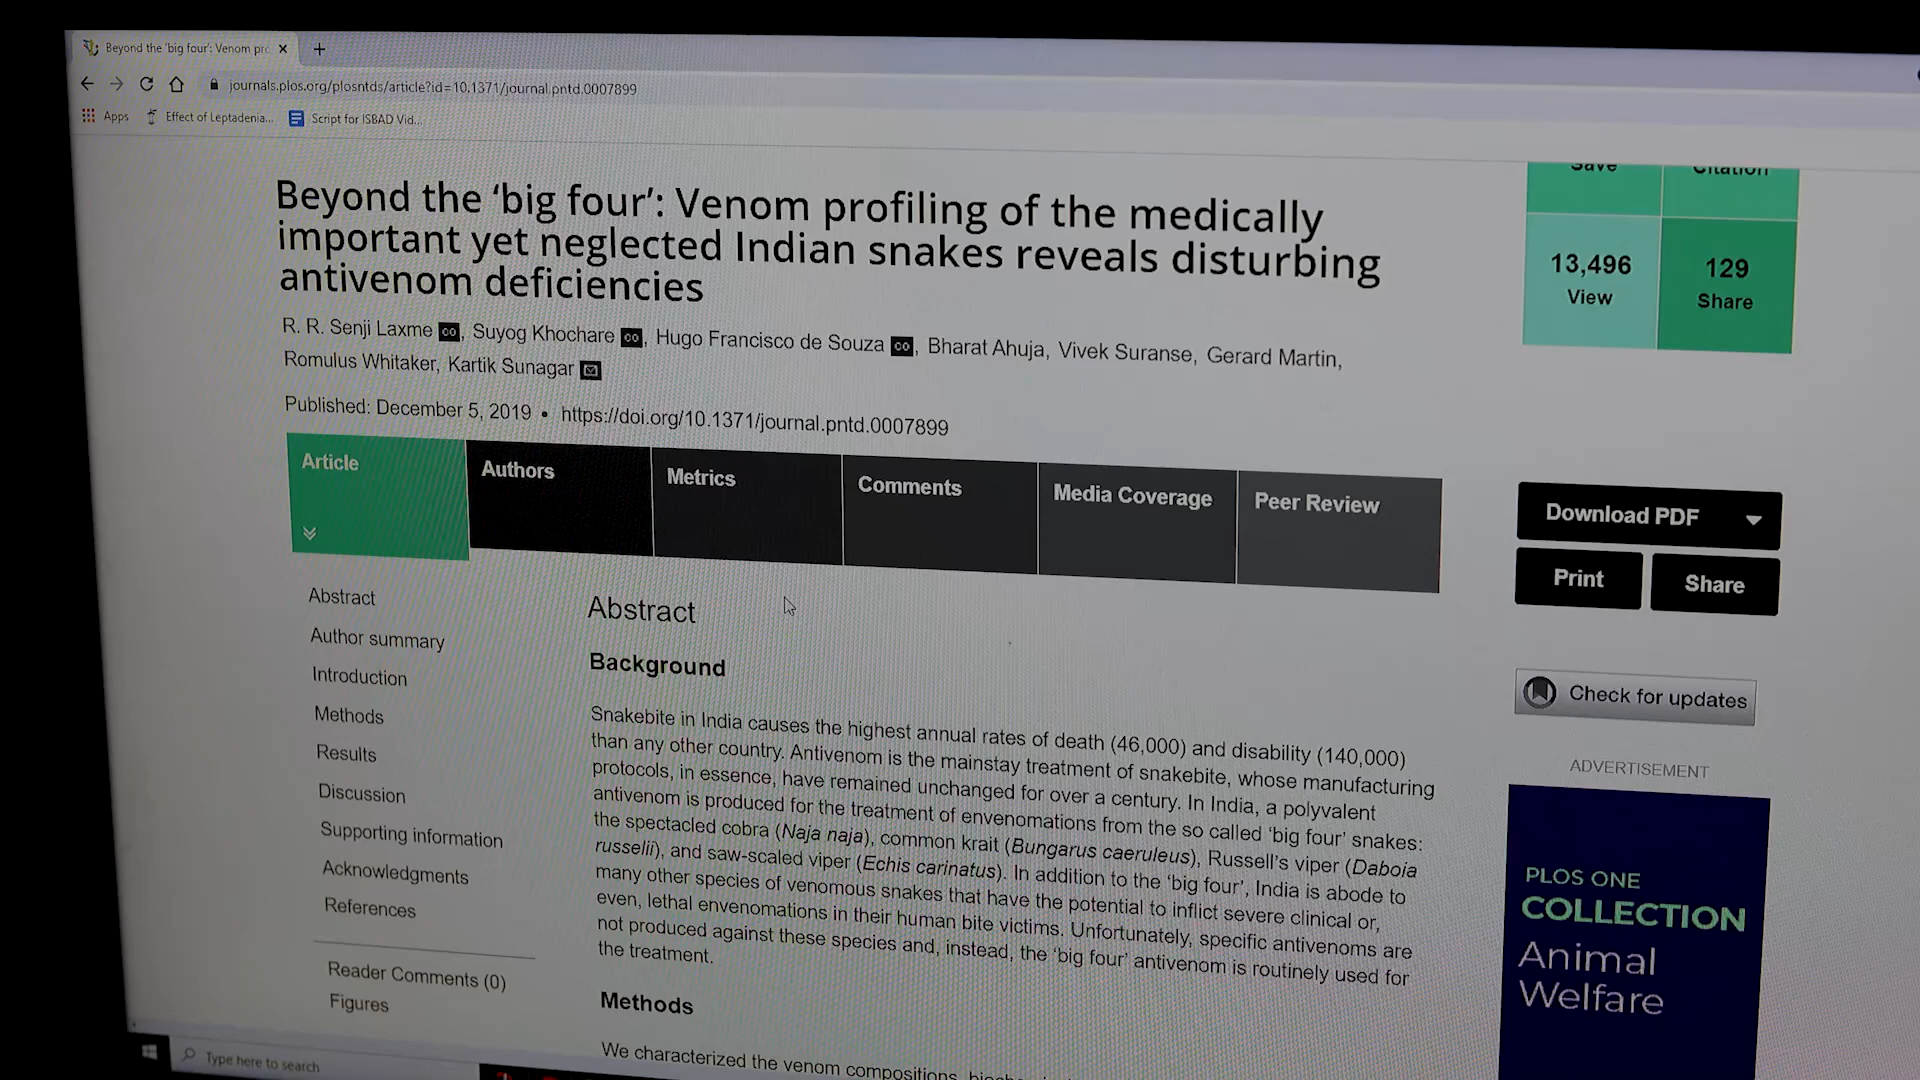 Beyond the 'big four': Venom pro
journals.plos.org/plosntds/article?id=10.1371/journal.pntd.0007899
Apps
Effect of Leptadenia...
Script for ISBAD Vid...
Save
Citation
13,496
View
129
Share
Beyond the ‘big four’: Venom profiling of the medically
important yet neglected Indian snakes reveals disturbing
antivenom deficiencies
R. R. Senji Laxme, Suyog Khochare, Hugo Francisco de Souza, Bharat Ahuja, Vivek Suranse, Gerard Martin,
Romulus Whitaker, Kartik Sunagar
Published: December 5, 2019 • https://doi.org/10.1371/journal.pntd.0007899
Article
Authors
Metrics
Comments
Media Coverage
Peer Review
Download PDF
Print
Share
Check for updates
ADVERTISEMENT
PLOS ONE
COLLECTION
Animal
Welfare
Abstract
Author summary
Introduction
Methods
Results
Discussion
Supporting information
Acknowledgments
References
Reader Comments (0)
Figures
Abstract
Background
Snakebite in India causes the highest annual rates of death (46,000) and disability (140,000)
than any other country. Antivenom is the mainstay treatment of snakebite, whose manufacturing
protocols, in essence, have remained unchanged for over a century. In India, a polyvalent
antivenom is produced for the treatment of envenomations from the so called ‘big four’ snakes:
the spectacled cobra (Naja naja), common krait (Bungarus caeruleus), Russell’s viper (Daboia
russelii), and saw-scaled viper (Echis carinatus). In addition to the ‘big four’, India is abode to
many other species of venomous snakes that have the potential to inflict severe clinical or,
even, lethal envenomations in their human bite victims. Unfortunately, specific antivenoms are
not produced against these species and, instead, the ‘big four’ antivenom is routinely used for
the treatment.
Methods
We characterized the venom compositions,
Type here to search